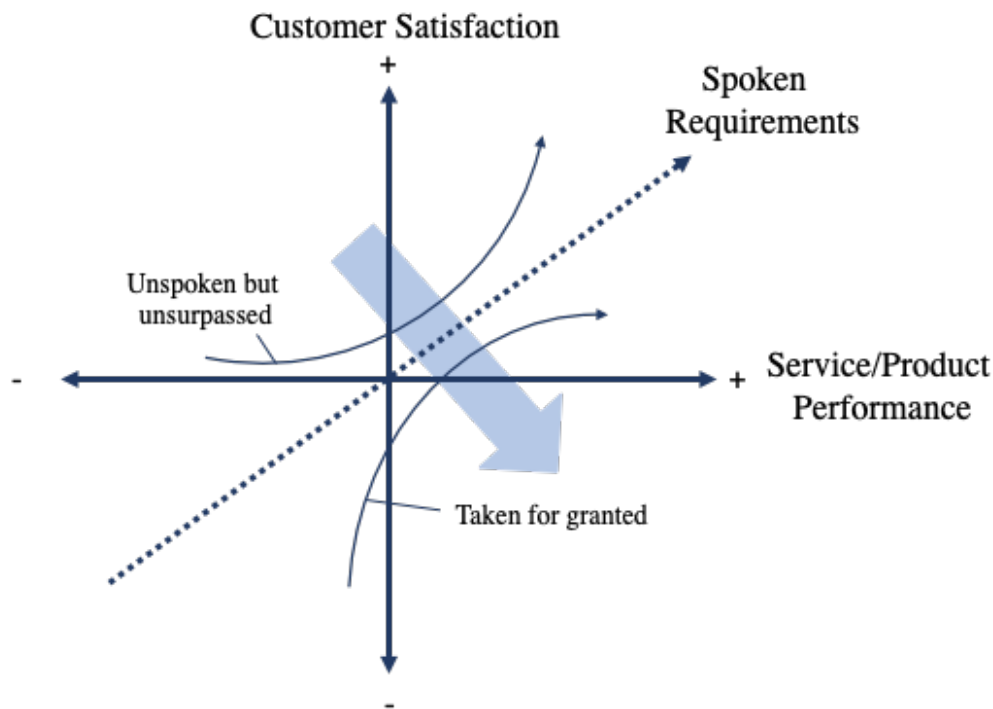 Customer Satisfaction
+
Spoken
Requirements
Unspoken but
unsurpassed
-
+
Service/Product
Performance
Taken for granted
-